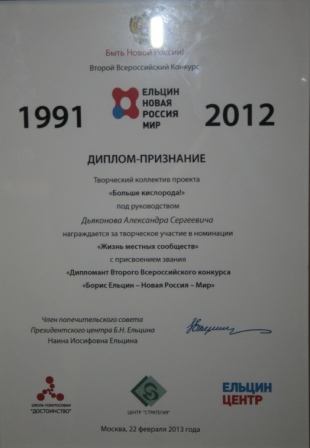 Быть Новой России!
Второй Всероссийский Конкурс
1991
ЕЛЬЦИН
НОВАЯ
РОССИЯ
МИР
2012
ДИПЛОМ-ПРИЗНАНИЕ
Творческий коллектив проекта
«Больше кислорода!»
под руководством
Дьяконова Александра Сергеевича
награждается за творческое участие в номинации
«Жизнь местных сообществ»
с присвоением звания
«Дипломант Второго Всероссийского конкурса
«Борис Ельцин – Новая Россия – Мир»
Член попечительского совета
Президентского центра Б.Н. Ельцина
Наина Иосифовна Ельцина
"ДОСТОИНСТВО"
ЦЕНТР "СТРАТЕГИЯ"
ЕЛЬЦИН
ЦЕНТР
Москва, 22 февраля 2013 года